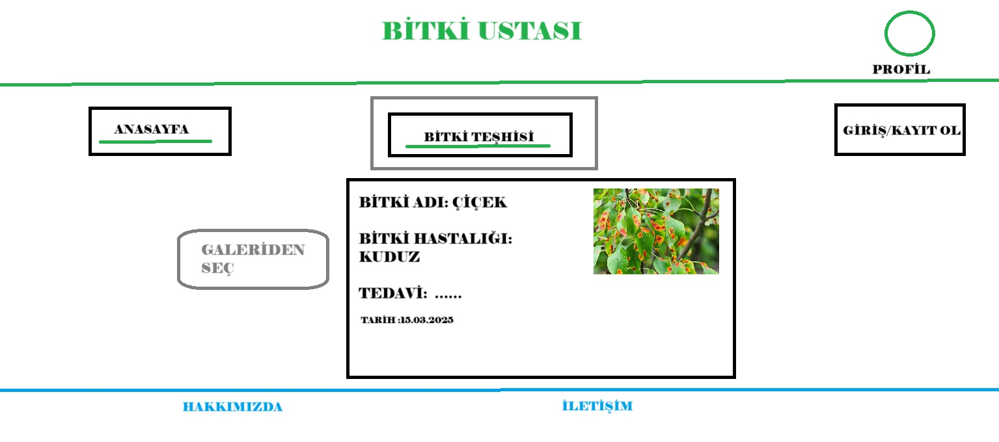 BİTKİ USTASI
PROFİL
ANASAYFA
BİTKİ TEŞHİSİ
GİRİŞ/KAYIT OL
GALERİDEN
SEÇ
BİTKİ ADI: ÇİÇEK
BİTKİ HASTALIĞI:
KUDUZ
TEDAVİ: ......
TARİH :15.03.2025
HAKKIMIZDA
İLETİŞİM